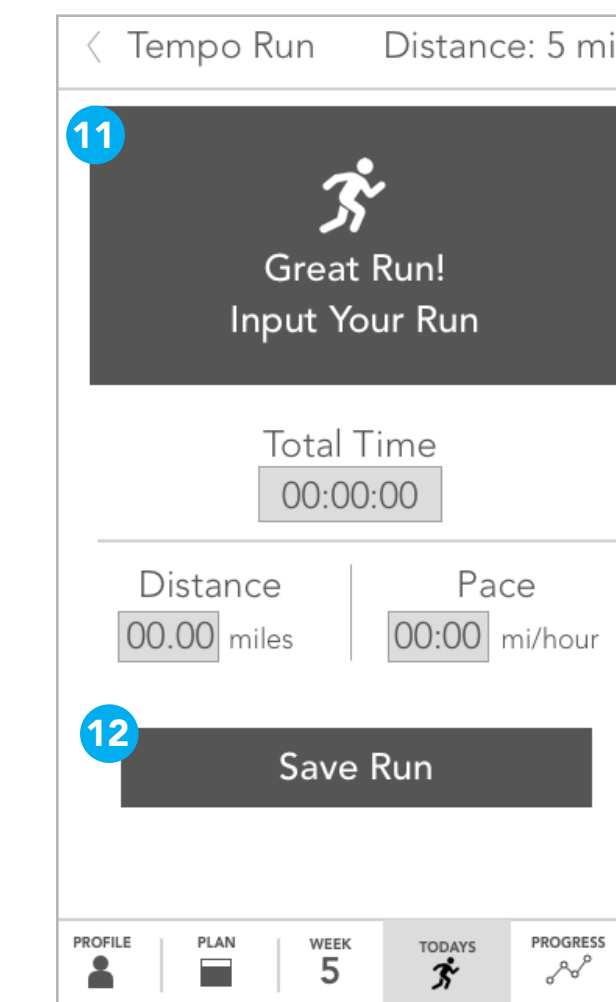 Tempo Run Distance: 5 mi
11
Great Run!
Input Your Run
Total Time
00:00:00
Distance Pace
00.00 miles 00:00 mi/hour
12
Save Run
PROFILE PLAN WEEK TODAYS PROGRESS
5